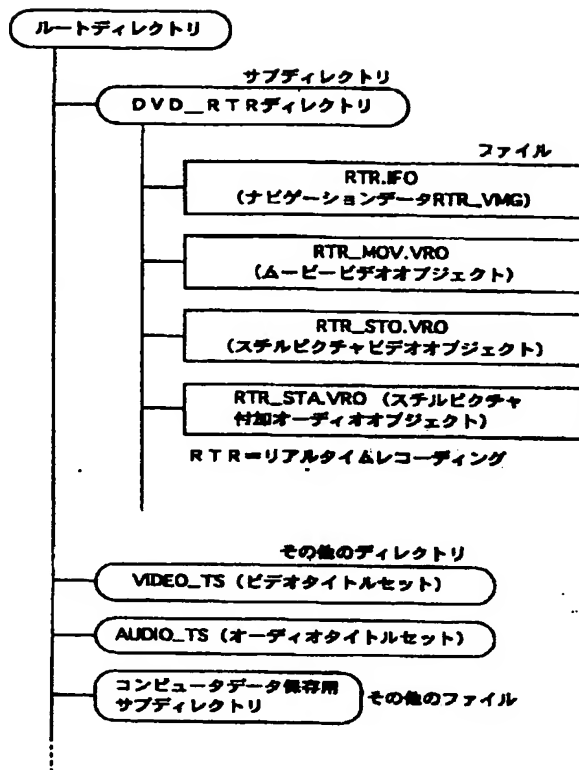 ルートディレクトリ
サブディレクトリ
DVD__RTRディレクトリ
ファイル
RTR.IFO
(ナビゲーションデータRTR_VMG)
RTR_MOV.VRO
(ムービービデオオブジェクト)
RTR_STO.VRO
(スチルピクチャビデオオブジェクト)
RTR_STA.VRO (スチルピクチャ
付加オーディオオブジェクト)
RTR=リアルタイムレコーディング
その他のディレクトリ
VIDEO_TS (ビデオタイトルセット)
AUDIO_TS (オーディオタイトルセット)
コンピュータデータ保存用
サブディレクトリ
その他のファイル